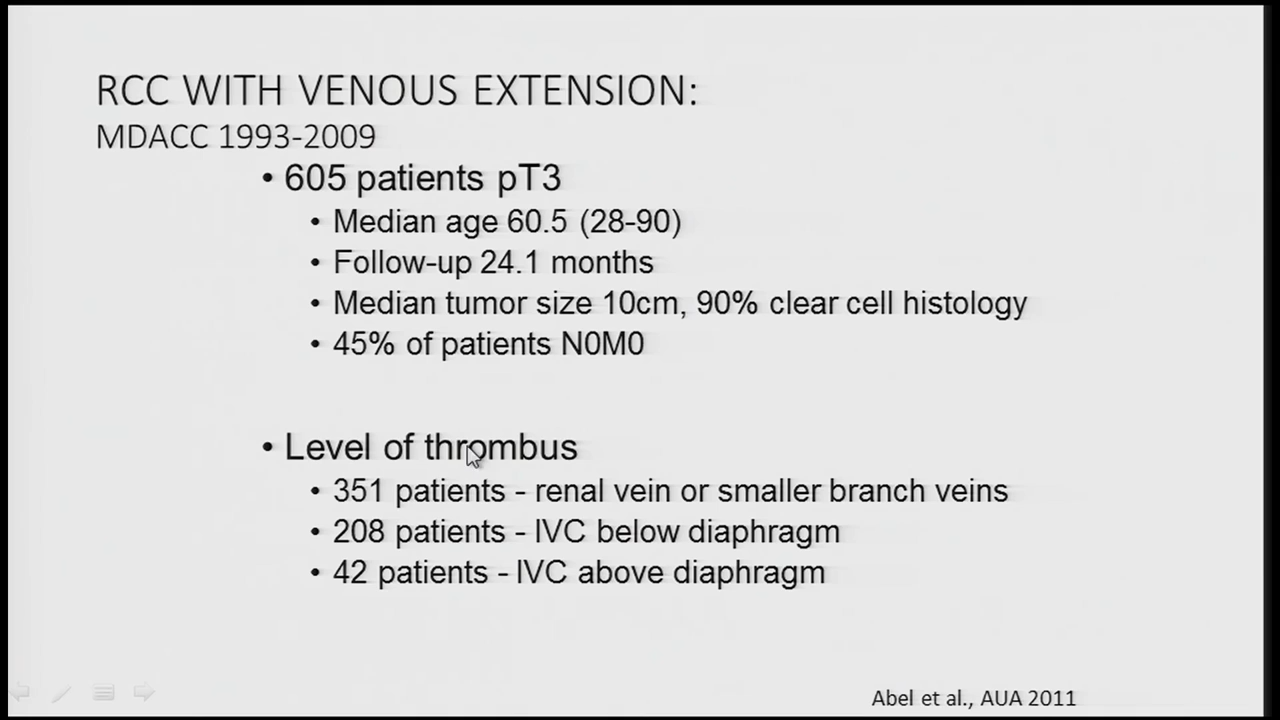 RCC WITH VENOUS EXTENSION:
MDACC 1993-2009
• 605 patients pT3
• Median age 60.5 (28-90)
• Follow-up 24.1 months
• Median tumor size 10cm, 90% clear cell histology
• 45% of patients N0M0
• Level of thrombus
• 351 patients - renal vein or smaller branch veins
• 208 patients - IVC below diaphragm
• 42 patients - IVC above diaphragm
Abel et al., AUA 2011